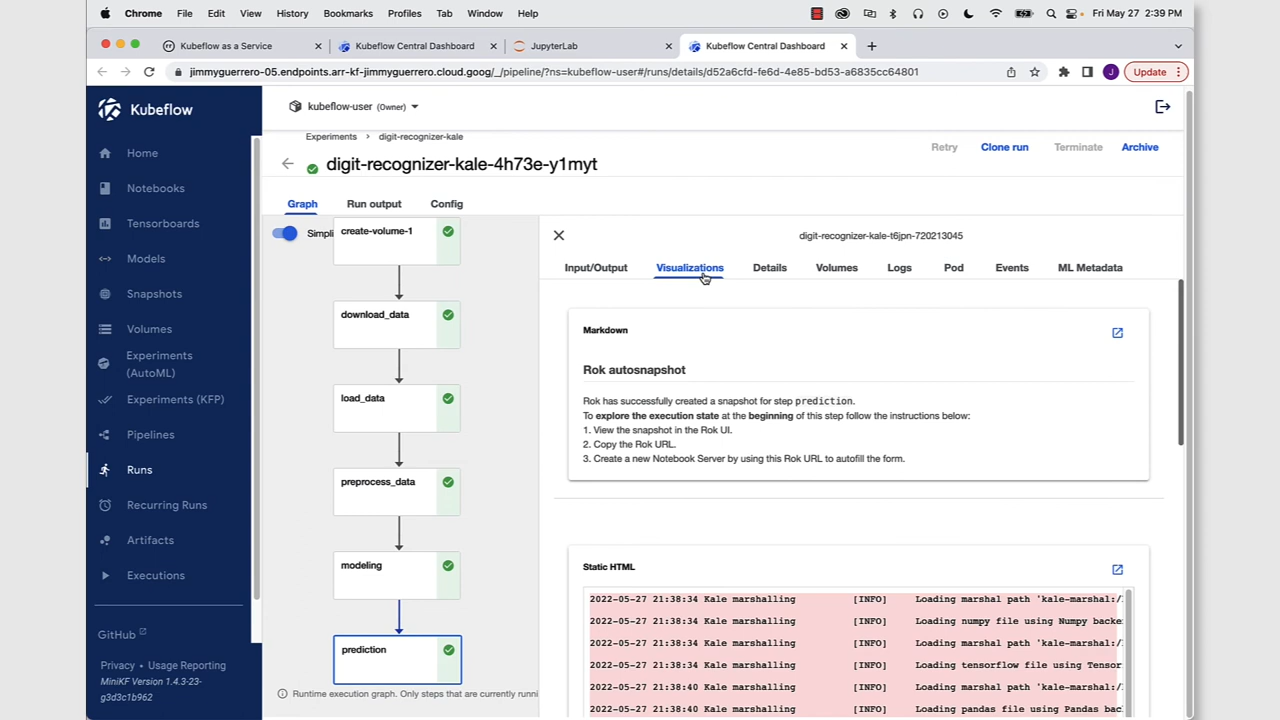 Chrome File Edit View History Bookmarks Profiles Tab Window Help Fri May 27 2:39 PM
Kubeflow as a Service × Kubeflow Central Dashboard × JupyterLab × Kubeflow Central Dashboard × +
jimmyguerrero-05.endpoints.arr-kf-jimmyguerrero.cloud.goog/_/pipeline/?ns=kubeflow-user#/runs/details/d52a6cfd-fe6d-4e85-bd53-a6835cc64801 J Update
Kubeflow
Home
Notebooks
Tensorboards
Models
Snapshots
Volumes
Experiments
(AutoML)
Experiments (KFP)
Pipelines
Runs
Recurring Runs
Artifacts
Executions
GitHub
Privacy • Usage Reporting
MiniKF Version 1.4.3-23-
g3d3c1b962
kubeflow-user (Owner)
Experiments > digit-recognizer-kale
digit-recognizer-kale-4h73e-y1myt
Retry Clone run Terminate Archive
Graph Run output Config
Simpli
create-volume-1
download_data
load_data
preprocess_data
modeling
prediction
Runtime execution graph. Only steps that are currently runni
digit-recognizer-kale-t6jpn-720213045
Input/Output Visualizations Details Volumes Logs Pod Events ML Metadata
Markdown
Rok autosnapshot
Rok has successfully created a snapshot for step prediction.
To explore the execution state at the beginning of this step follow the instructions below:
1. View the snapshot in the Rok UI.
2. Copy the Rok URL.
3. Create a new Notebook Server by using this Rok URL to autofill the form.
Static HTML
2022-05-27 21:38:34 Kale marshalling [INFO] Loading marshal path 'kale-marshal:/
2022-05-27 21:38:34 Kale marshalling [INFO] Loading numpy file using Numpy backe
2022-05-27 21:38:34 Kale marshalling [INFO] Loading marshal path 'kale-marshal:/
2022-05-27 21:38:34 Kale marshalling [INFO] Loading tensorflow file using Tensor
2022-05-27 21:38:40 Kale marshalling [INFO] Loading marshal path 'kale-marshal:/
2022-05-27 21:38:40 Kale marshalling [INFO] Loading pandas file using Pandas bac